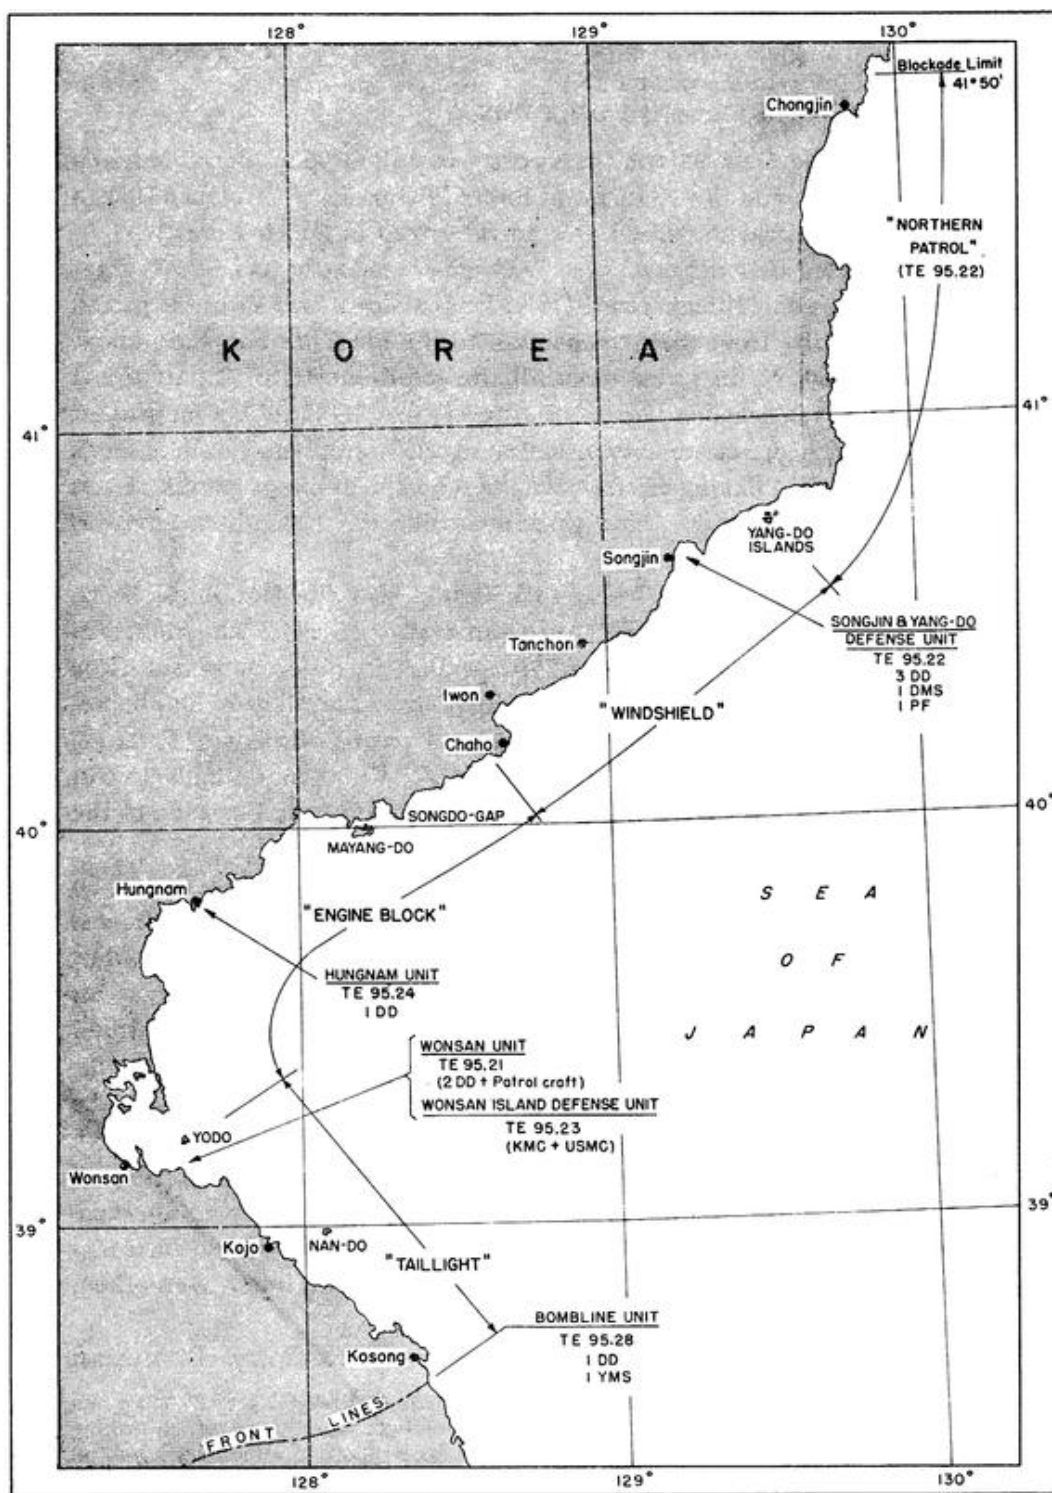 128°
129°
130°
Blockade Limit
41°50'
Chongjin
"NORTHERN
PATROL"
(TE 95.22)
K O R E A
41°
41°
YANG-DO
ISLANDS
Songjin
SONGJIN & YANG-DO
DEFENSE UNIT
TE 95.22
3 DD
1 DMS
1 PF
Tanchon
Iwon
"WINDSHIELD"
Chaho
SONGDO-GAP
40°
40°
MAYANG-DO
Hungnam
"ENGINE BLOCK"
S E A
O F
J A P A N
HUNGNAM UNIT
TE 95.24
1 DD
WONSAN UNIT
TE 95.21
(2 DD + Patrol craft)
WONSAN ISLAND DEFENSE UNIT
TE 95.23
(KMC + USMC)
YODO
Wonsan
39°
39°
Kojo
NAN-DO
"TAILLIGHT"
BOMBLINE UNIT
TE 95.28
1 DD
1 YMS
Kosong
FRONT LINES
128°
129°
130°